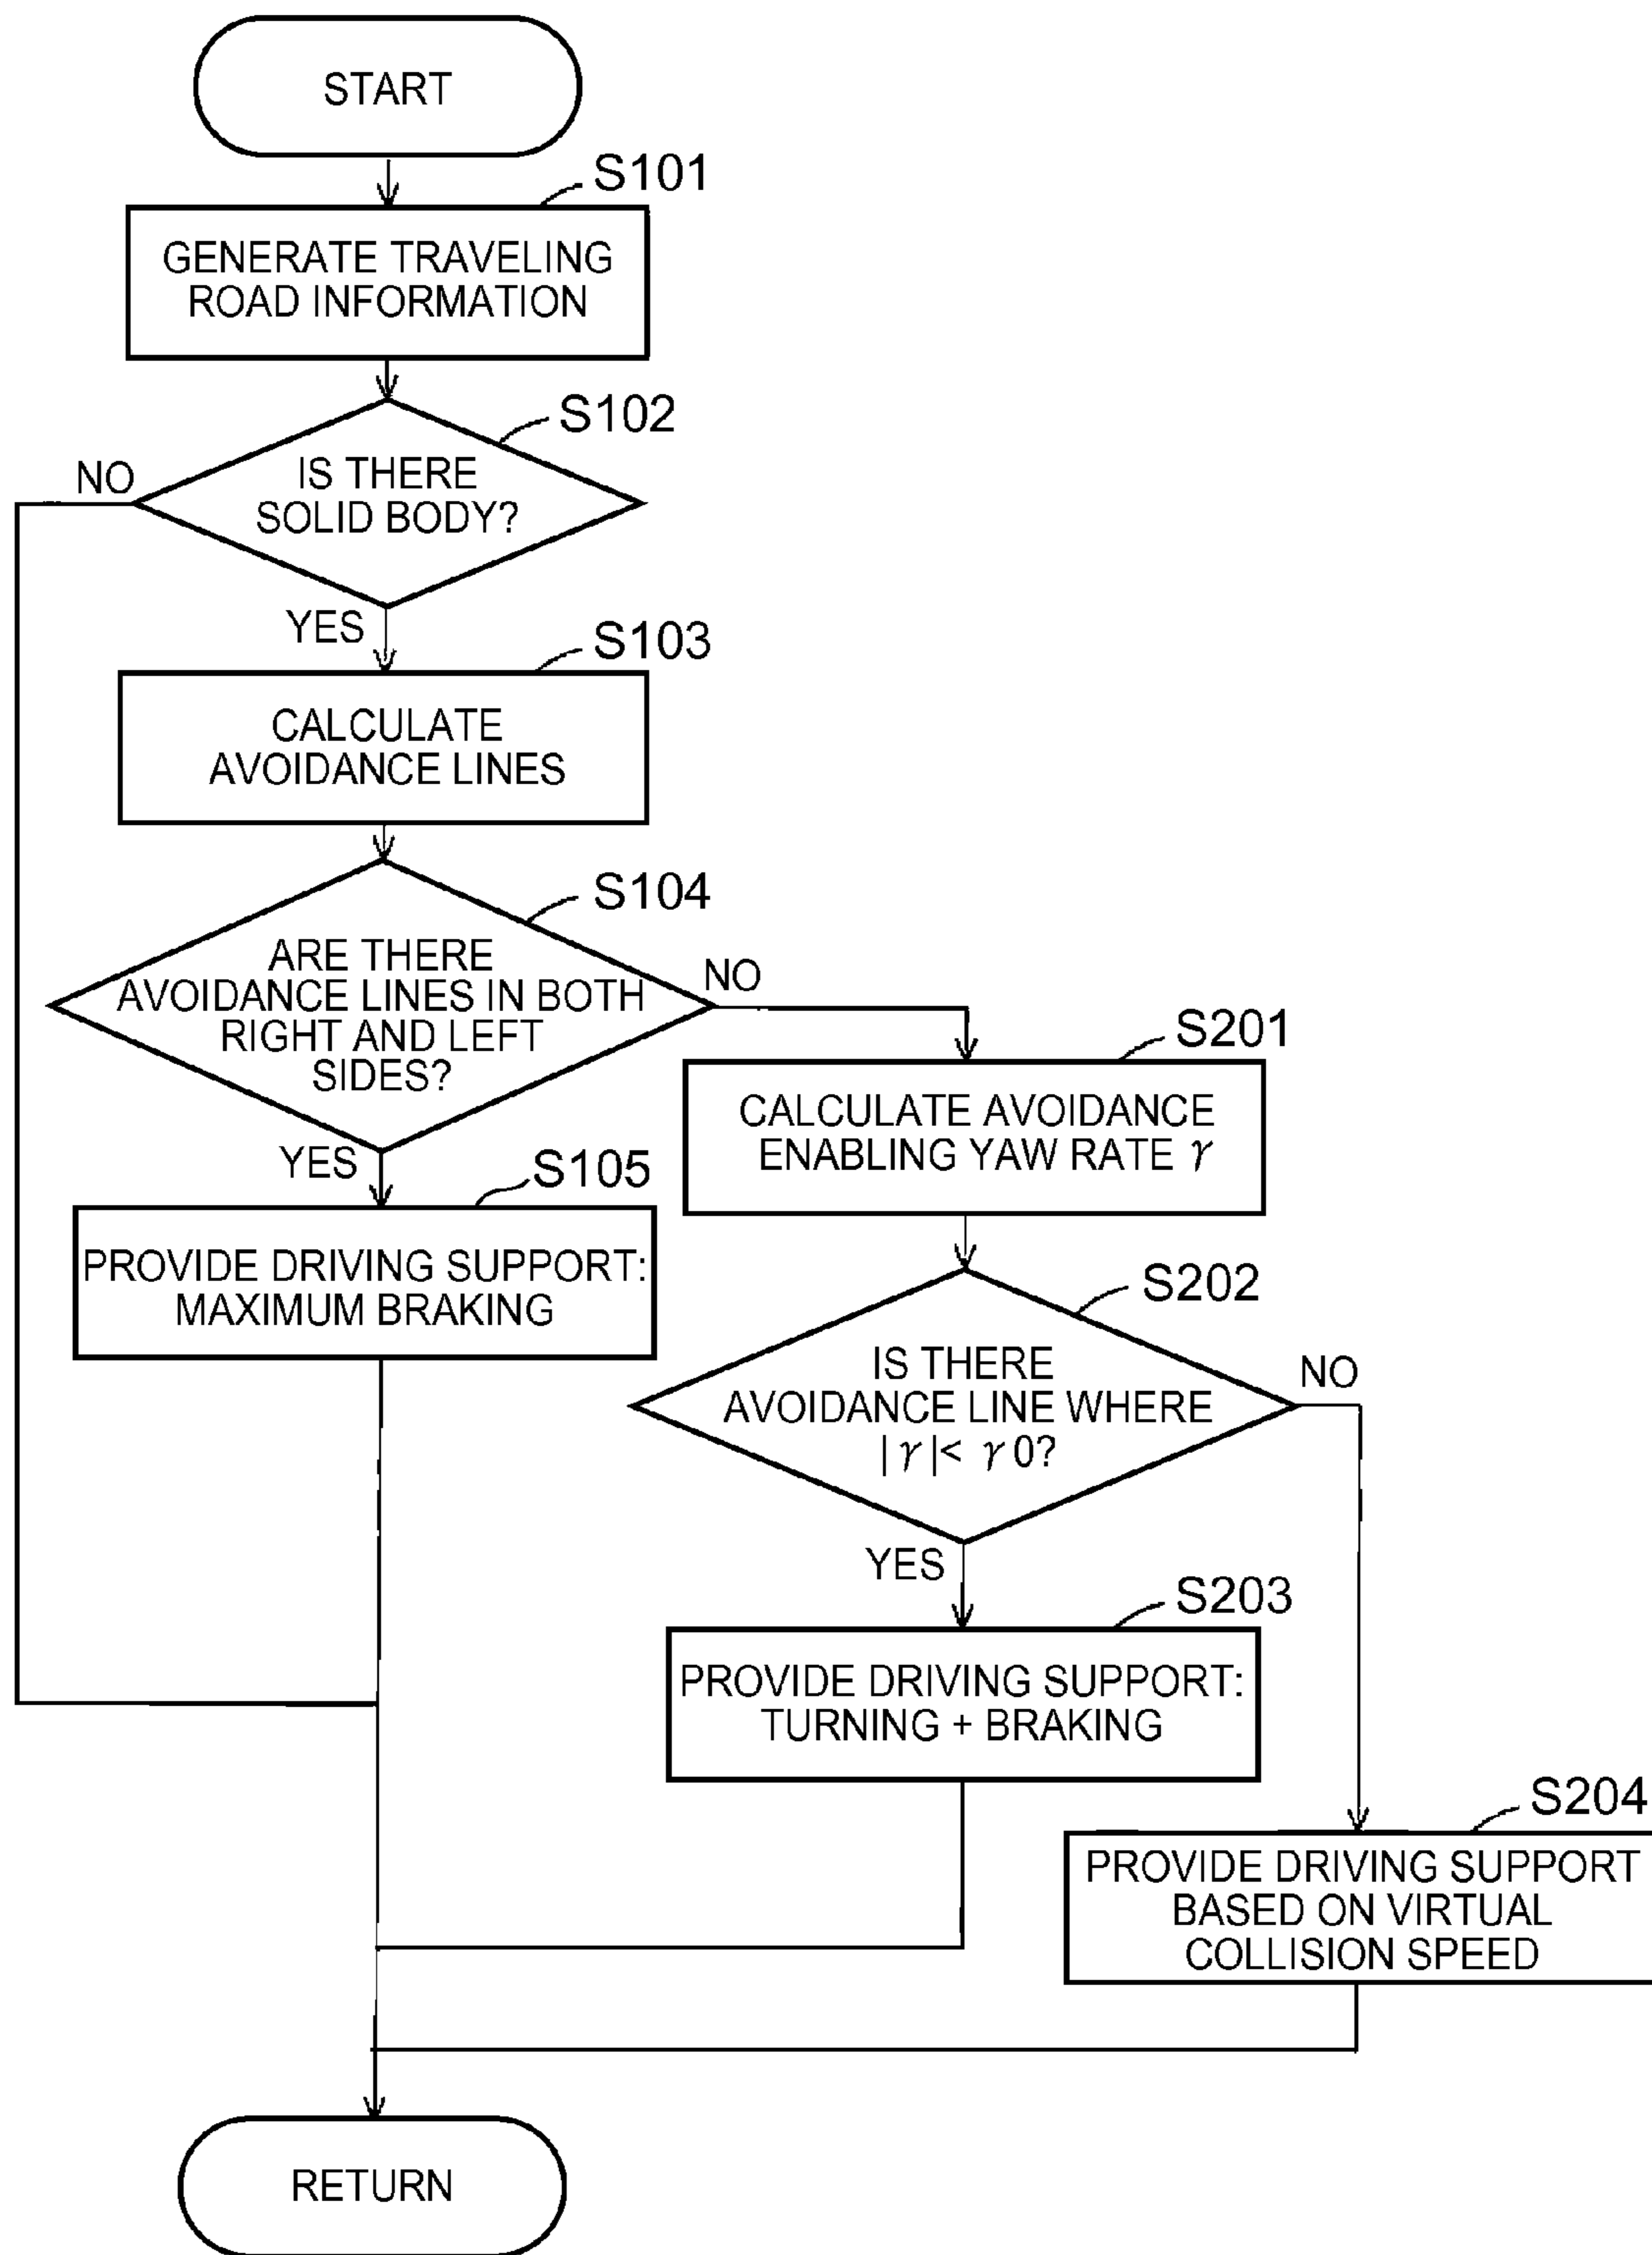 START
S101
GENERATE TRAVELING
ROAD INFORMATION
S102
NO
IS THERE
SOLID BODY?
YES
S103
CALCULATE
AVOIDANCE LINES
S104
ARE THERE
AVOIDANCE LINES IN BOTH
RIGHT AND LEFT
SIDES?
NO
YES
S105
PROVIDE DRIVING SUPPORT:
MAXIMUM BRAKING
S201
CALCULATE AVOIDANCE
ENABLING YAW RATE γ
S202
IS THERE
AVOIDANCE LINE WHERE
|γ|< γ0?
NO
YES
S203
PROVIDE DRIVING SUPPORT:
TURNING + BRAKING
S204
PROVIDE DRIVING SUPPORT
BASED ON VIRTUAL
COLLISION SPEED
RETURN